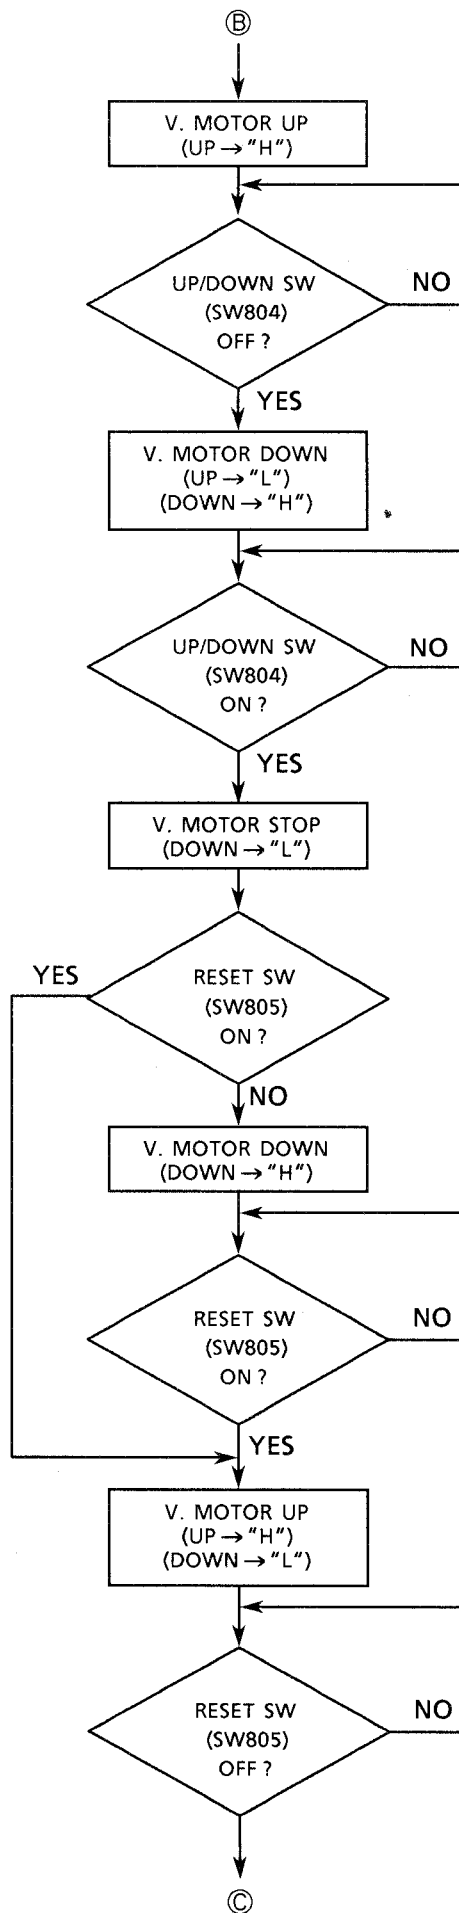 Ⓑ
V. MOTOR UP
(UP → "H")
UP/DOWN SW
(SW804)
OFF ?
NO
YES
V. MOTOR DOWN
(UP → "L")
(DOWN → "H")
UP/DOWN SW
(SW804)
ON ?
NO
YES
V. MOTOR STOP
(DOWN → "L")
YES
RESET SW
(SW805)
ON ?
NO
V. MOTOR DOWN
(DOWN → "H")
RESET SW
(SW805)
ON ?
NO
YES
V. MOTOR UP
(UP → "H")
(DOWN → "L")
RESET SW
(SW805)
OFF ?
NO
Ⓒ